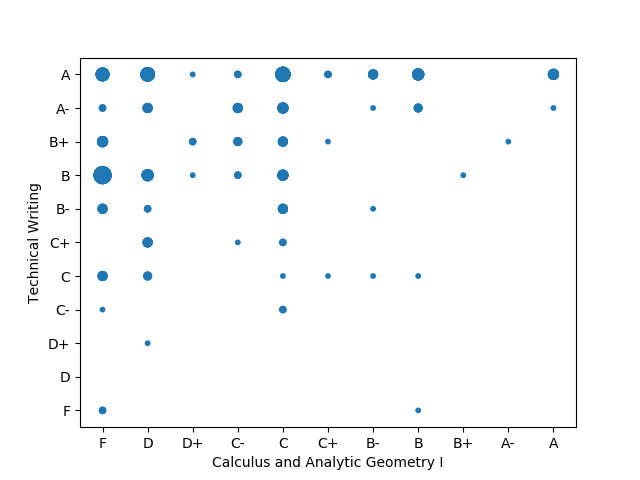 A
A-
B+
B
B-
C+
C
C-
D+
D
F
Technical Writing
F D D+ C- C C+ B- B B+ A- A
Calculus and Analytic Geometry I